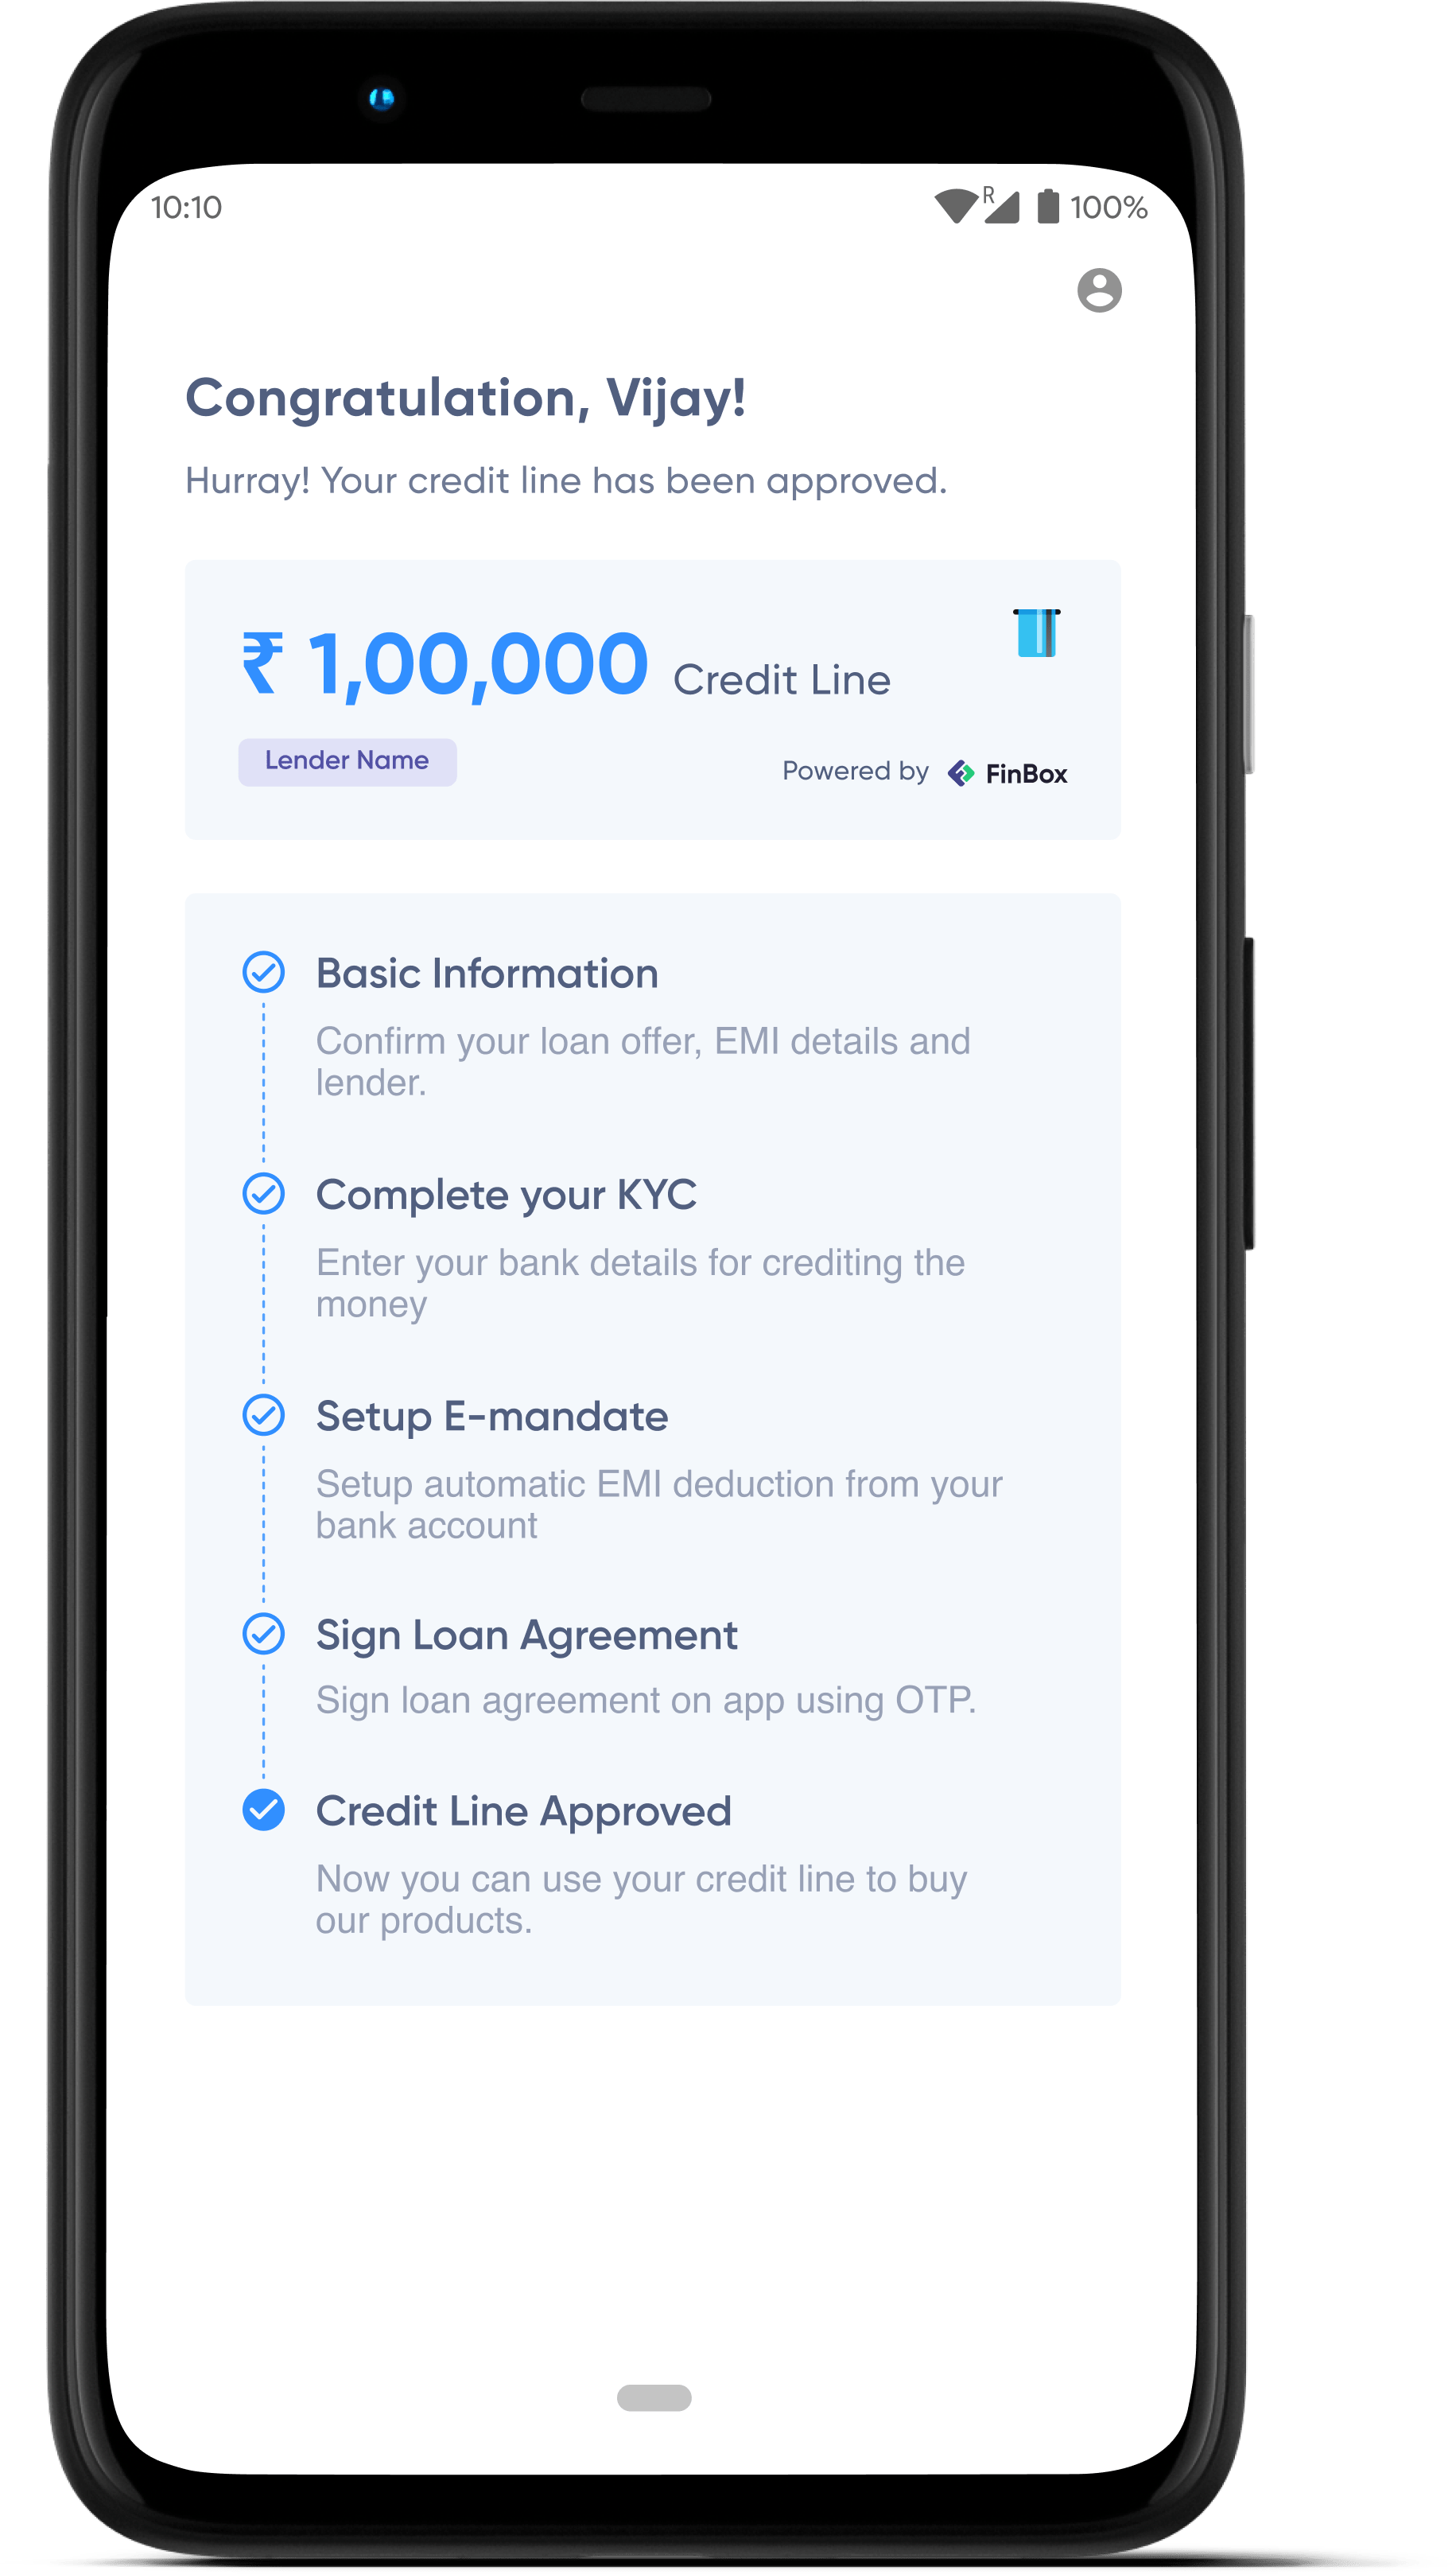 10:10
R
100%
Congratulation, Vijay!
Hurray! Your credit line has been approved.
₹ 1,00,000 Credit Line
Lender Name
Powered by FinBox
Basic Information
Confirm your loan offer, EMI details and
lender.
Complete your KYC
Enter your bank details for crediting the
money
Setup E-mandate
Setup automatic EMI deduction from your
bank account
Sign Loan Agreement
Sign loan agreement on app using OTP.
Credit Line Approved
Now you can use your credit line to buy
our products.